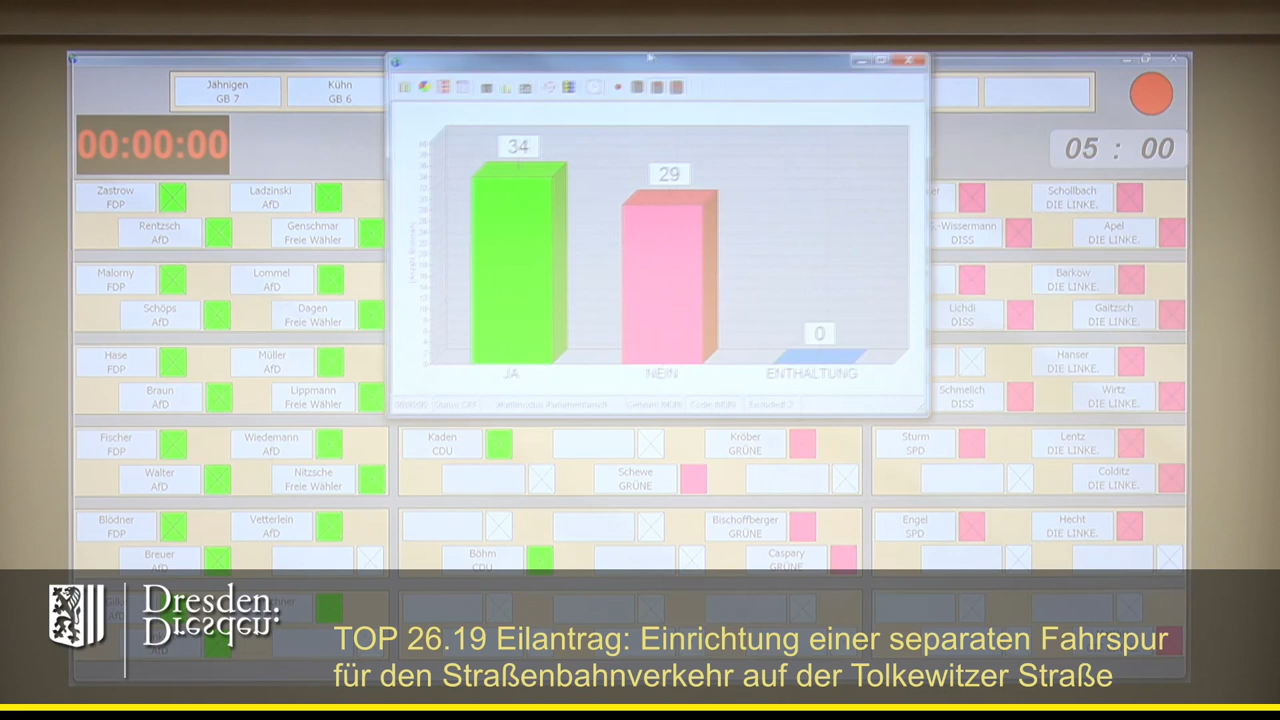 Jähnigen
GB 7
Kühn
GB 6
00:00:00
05 : 00
34
29
0
JA
NEIN
ENTHALTUNG
Zastrow
FDP
Ladzinski
AfD
Schollbach
DIE LINKE.
Rentzsch
AfD
Genschmar
Freie Wähler
-Wissermann
DISS
Apel
DIE LINKE.
Malorny
FDP
Lommel
AfD
Barkow
DIE LINKE.
Schöps
AfD
Dagen
Freie Wähler
Lichdi
DISS
Gaitzsch
DIE LINKE.
Hase
FDP
Müller
AfD
Hanser
DIE LINKE.
Braun
AfD
Lippmann
Freie Wähler
Schmelich
DISS
Wirtz
DIE LINKE.
Fischer
FDP
Wiedemann
AfD
Kaden
CDU
Kröber
GRÜNE
Sturm
SPD
Lentz
DIE LINKE.
Walter
AfD
Nitzsche
Freie Wähler
Schewe
GRÜNE
Colditz
DIE LINKE.
Blödner
FDP
Vetterlein
AfD
Bischoffberger
GRÜNE
Engel
SPD
Hecht
DIE LINKE.
Breuer
AfD
Böhm
CDU
Caspary
GRÜNE
Dresden.
Dresden.
TOP 26.19 Eilantrag: Einrichtung einer separaten Fahrspur
für den Straßenbahnverkehr auf der Tolkewitzer Straße